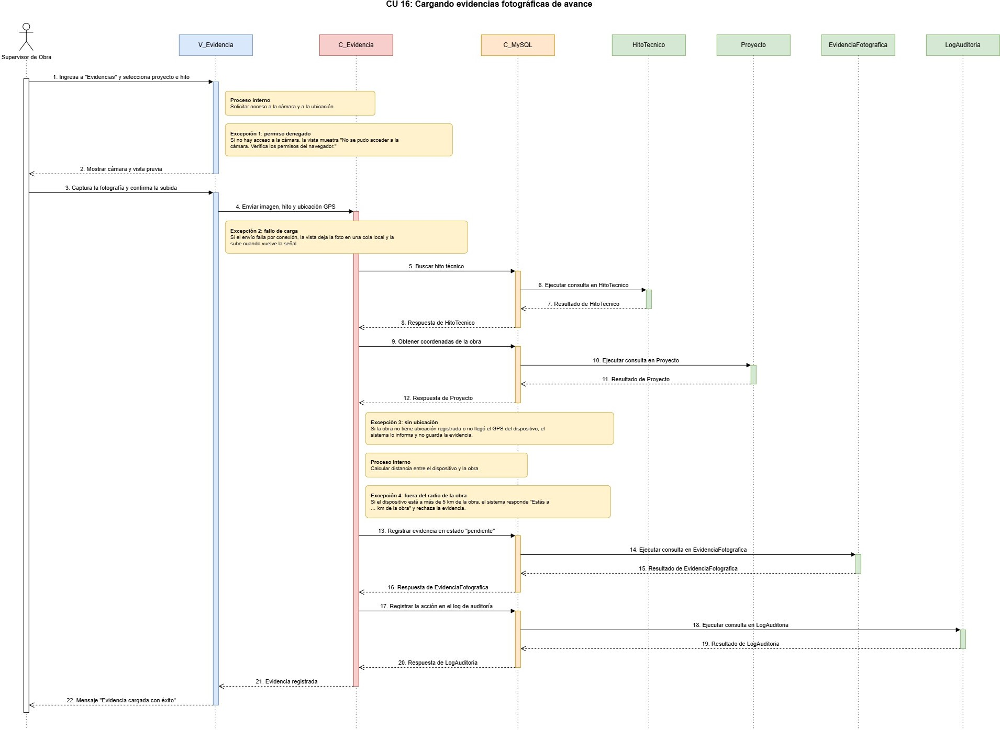 CU 16: Cargando evidencias fotográficas de avance
Supervisor de Obra
V_Evidencia
C_Evidencia
C_MySQL
HitoTecnico
Proyecto
EvidenciaFotografica
LogAuditoria
1. Ingresa a "Evidencias" y selecciona proyecto e hito
Proceso interno
Solicitar acceso a la cámara y a la ubicación
Excepción 1: permiso denegado
Si no hay acceso a la cámara, la vista muestra "No se pudo acceder a la
cámara. Verifica los permisos del navegador."
2. Mostrar cámara y vista previa
3. Captura la fotografía y confirma la subida
4. Enviar imagen, hito y ubicación GPS
Excepción 2: fallo de carga
Si el envío falla por conexión, la vista deja la foto en una cola local y la
sube cuando vuelve la señal.
5. Buscar hito técnico
6. Ejecutar consulta en HitoTecnico
7. Resultado de HitoTecnico
8. Respuesta de HitoTecnico
9. Obtener coordenadas de la obra
10. Ejecutar consulta en Proyecto
11. Resultado de Proyecto
12. Respuesta de Proyecto
Excepción 3: sin ubicación
Si la obra no tiene ubicación registrada o no llegó el GPS del dispositivo, el
sistema lo informa y no guarda la evidencia.
Proceso interno
Calcular distancia entre el dispositivo y la obra
Excepción 4: fuera del radio de la obra
Si el dispositivo está a más de 5 km de la obra, el sistema responde "Estás a
... km de la obra" y rechaza la evidencia.
13. Registrar evidencia en estado "pendiente"
14. Ejecutar consulta en EvidenciaFotografica
15. Resultado de EvidenciaFotografica
16. Respuesta de EvidenciaFotografica
17. Registrar la acción en el log de auditoría
18. Ejecutar consulta en LogAuditoria
19. Resultado de LogAuditoria
20. Respuesta de LogAuditoria
21. Evidencia registrada
22. Mensaje "Evidencia cargada con éxito"